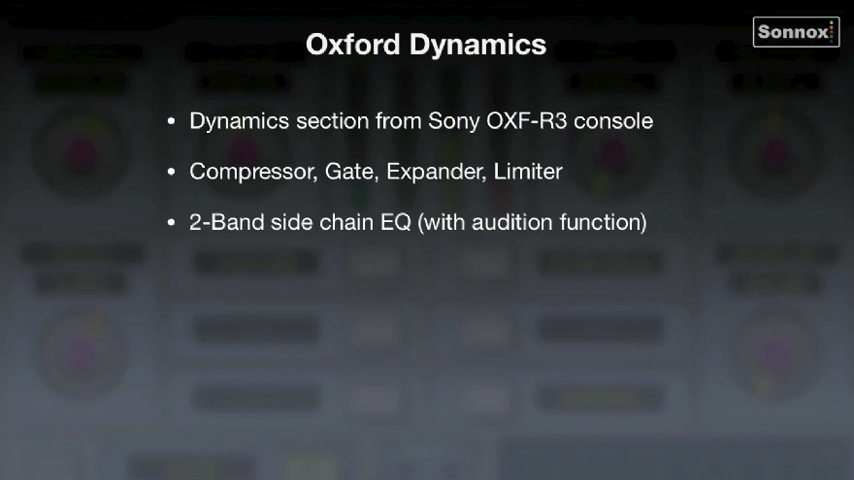 Oxford Dynamics
Sonnox
• Dynamics section from Sony OXF-R3 console
• Compressor, Gate, Expander, Limiter
• 2-Band side chain EQ (with audition function)